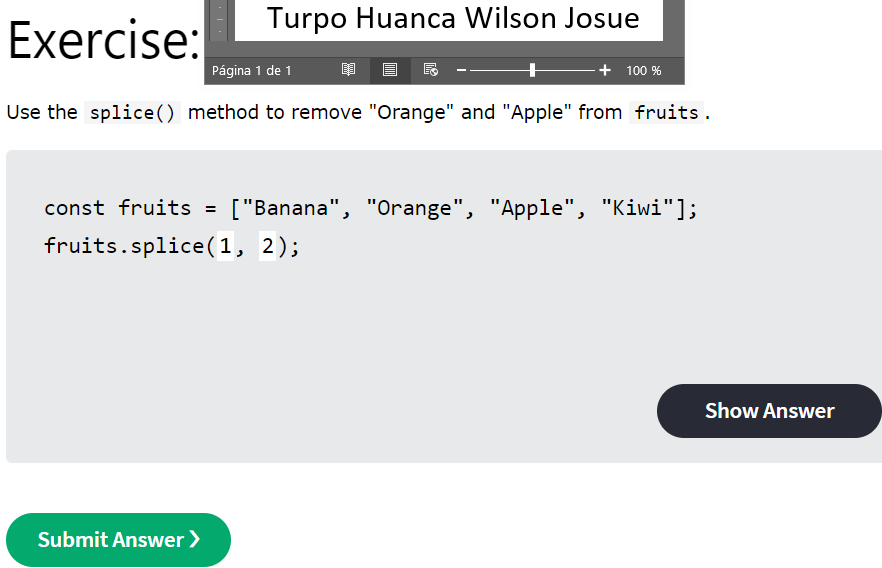 Turpo Huanca Wilson Josue
Exercise:
Página 1 de 1 100 %
Use the splice() method to remove "Orange" and "Apple" from fruits.
const fruits = ["Banana", "Orange", "Apple", "Kiwi"];
fruits.splice(1, 2);
Show Answer
Submit Answer ❯